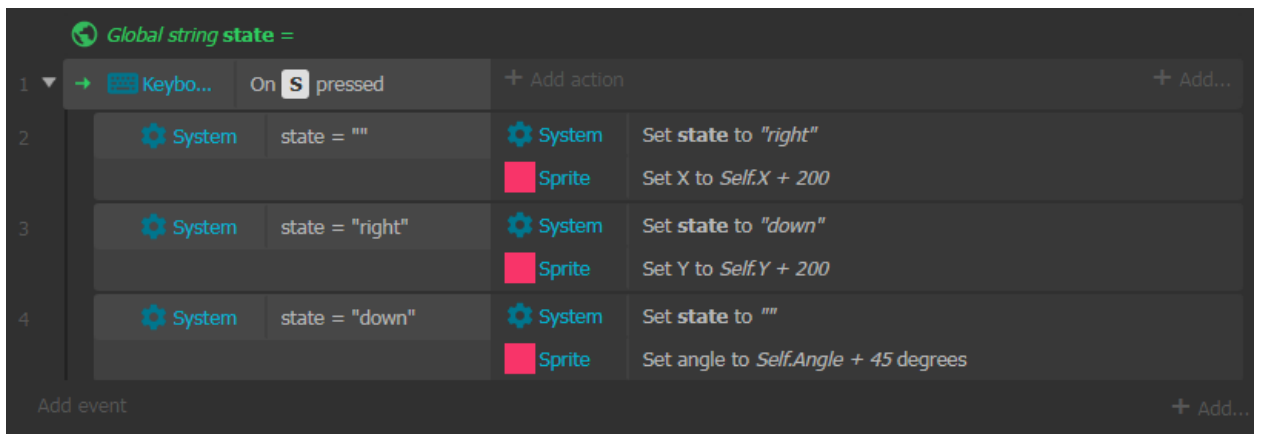 Global string state =
1 Keybo... On S pressed + Add action + Add...
2 System state = "" System Set state to "right"
Sprite Set X to Self.X + 200
3 System state = "right" System Set state to "down"
Sprite Set Y to Self.Y + 200
4 System state = "down" System Set state to ""
Sprite Set angle to Self.Angle + 45 degrees
Add event + Add...